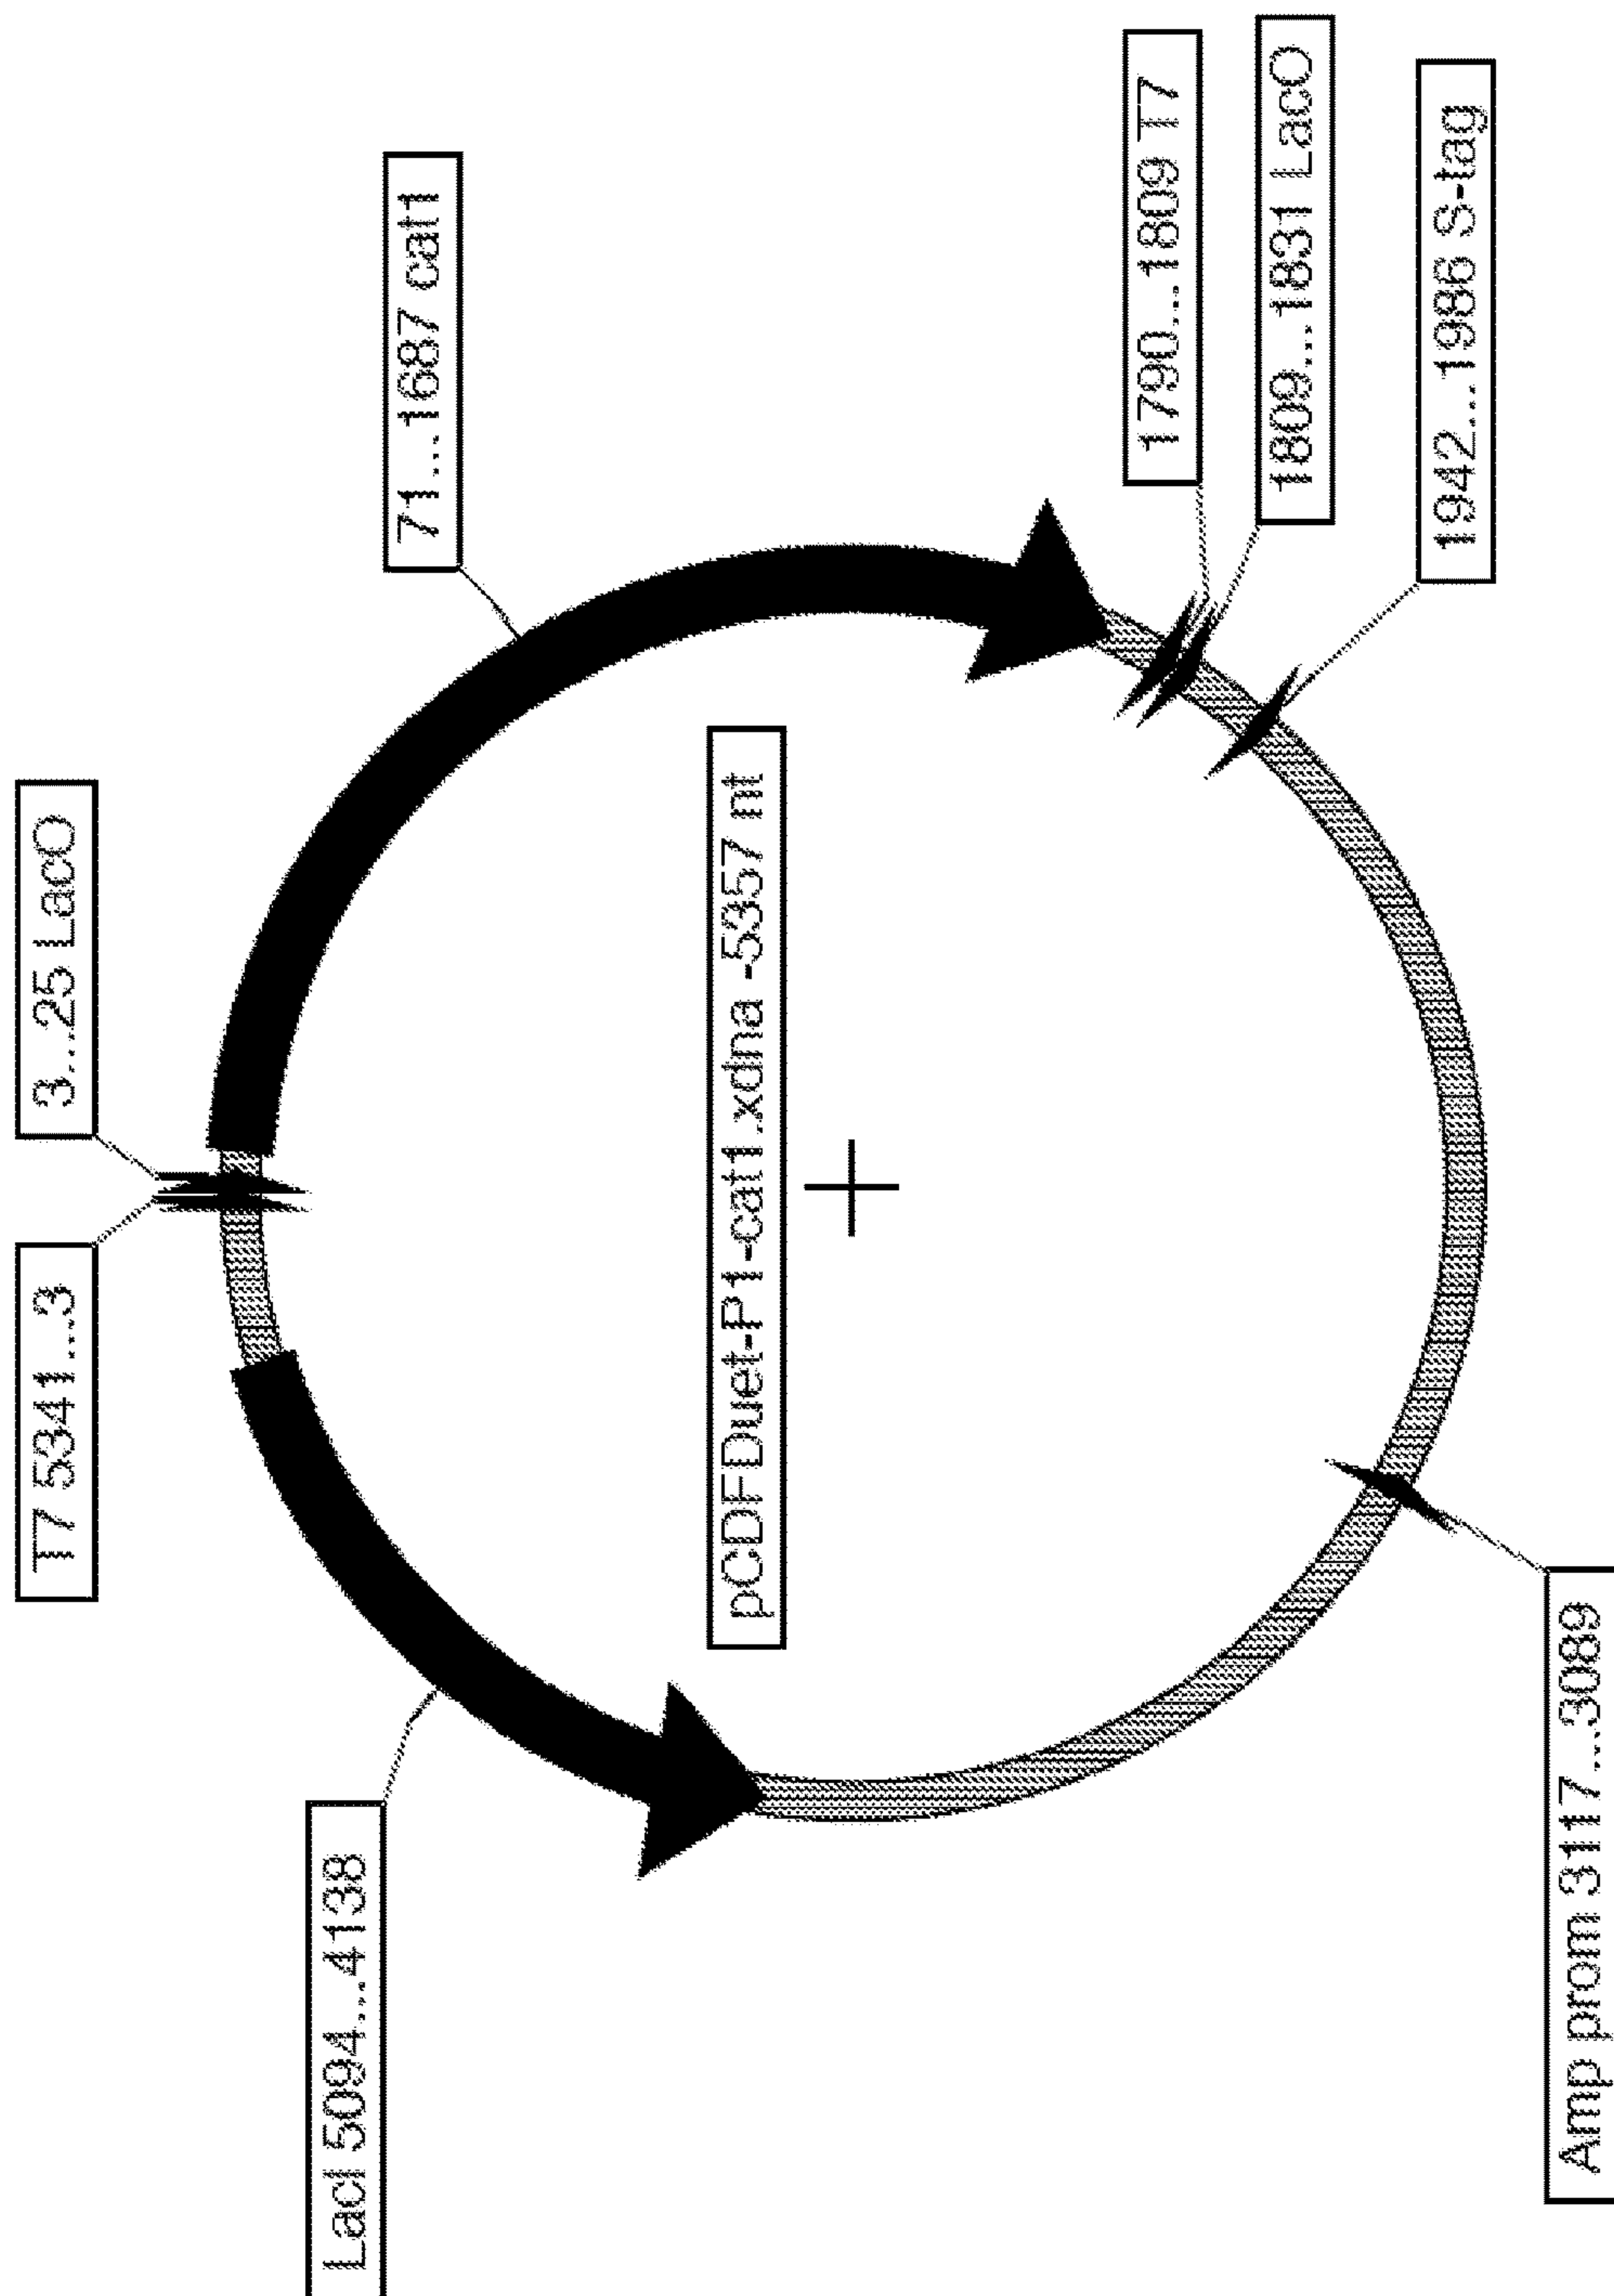 T7 5341...3
3...25 LacO
LacI 5094...4138
71...1687 cat1
pCDFDuet-P1-cat1.xdna -5357 nt
1790...1809 T7
1809...1831 LacO
1942...1986 S-tag
Amp prom 3117...3089